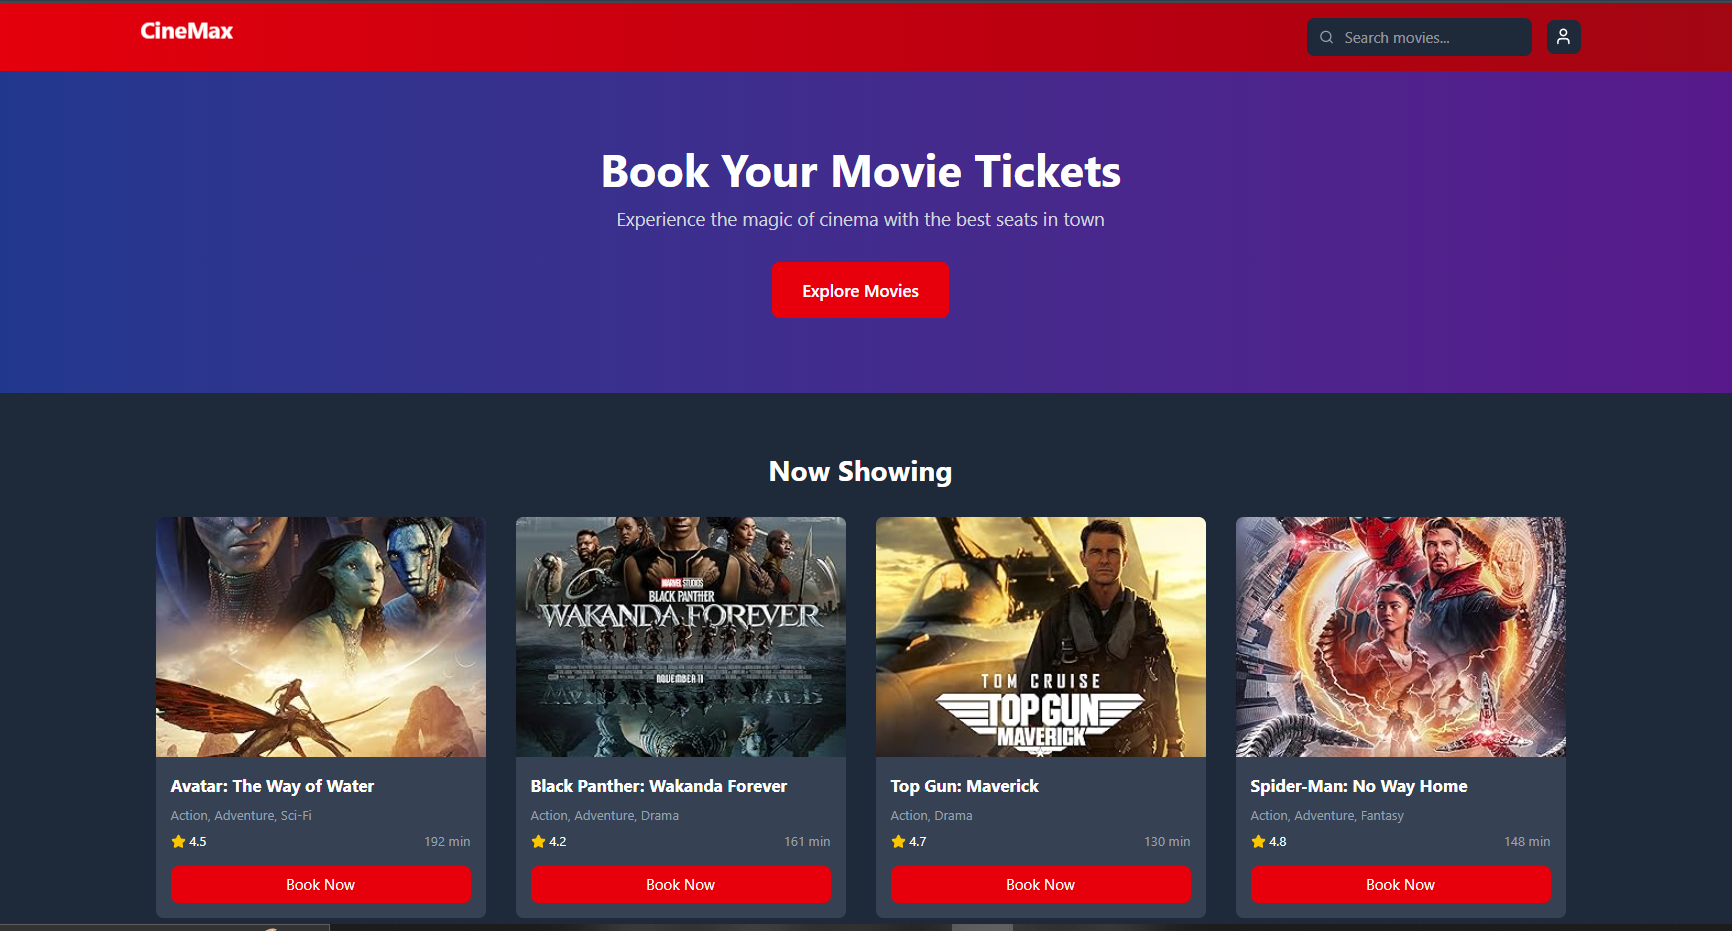 CineMax
Search movies...
Book Your Movie Tickets
Experience the magic of cinema with the best seats in town
Explore Movies
Now Showing
MARVEL STUDIOS
BLACK PANTHER
WAKANDA FOREVER
NOVEMBER 11
TOM CRUISE
TOP GUN
MAVERICK
Avatar: The Way of Water
Action, Adventure, Sci-Fi
4.5
192 min
Book Now
Black Panther: Wakanda Forever
Action, Adventure, Drama
4.2
161 min
Book Now
Top Gun: Maverick
Action, Drama
4.7
130 min
Book Now
Spider-Man: No Way Home
Action, Adventure, Fantasy
4.8
148 min
Book Now